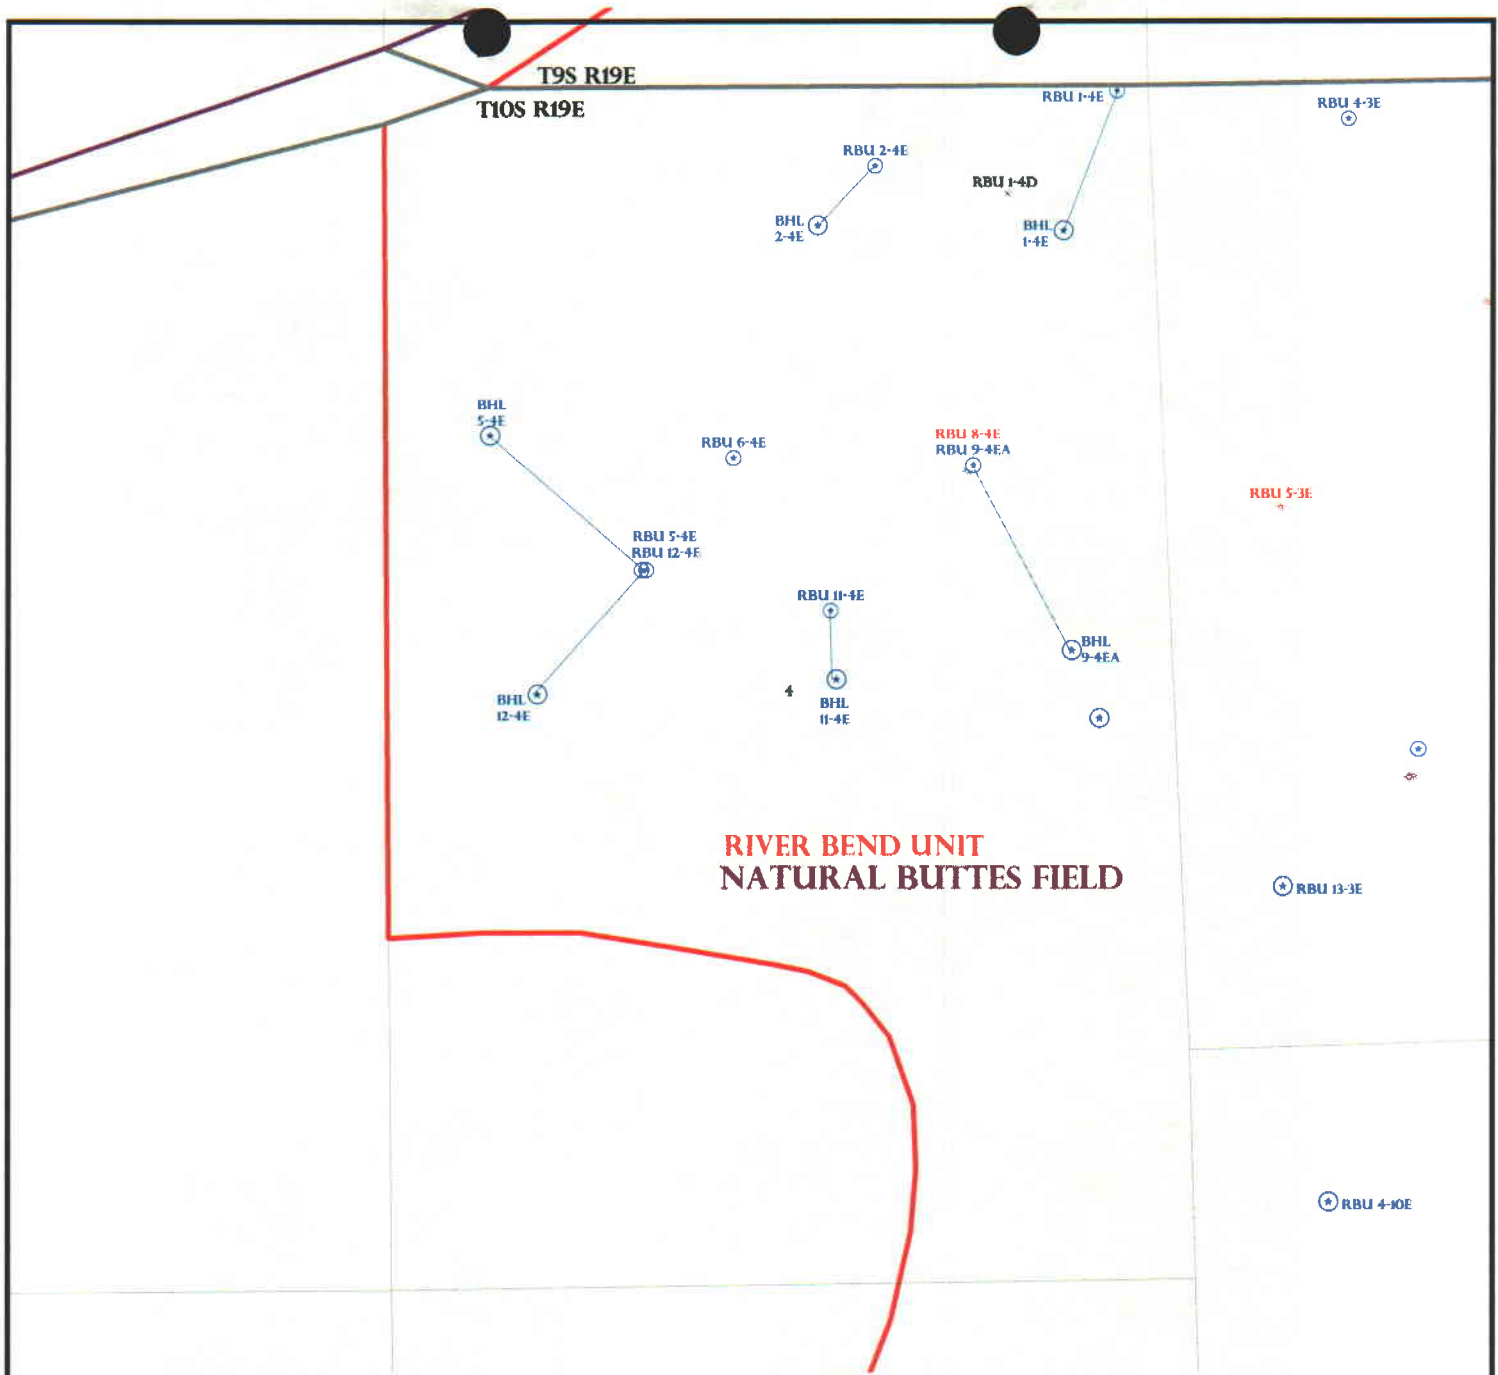 T9S R19E
T10S R19E
RBU 1-4E
RBU 4-3E
RBU 2-4E
RBU 1-4D
BHL
2-4E
BHL
1-4E
BHL
5-4E
RBU 6-4E
RBU 8-4E
RBU 9-4EA
RBU 5-3E
RBU 5-4E
RBU 12-4E
RBU 11-4E
BHL
9-4EA
4
BHL
12-4E
BHL
11-4E
RIVER BEND UNIT
NATURAL BUTTES FIELD
RBU 13-3E
RBU 4-10E